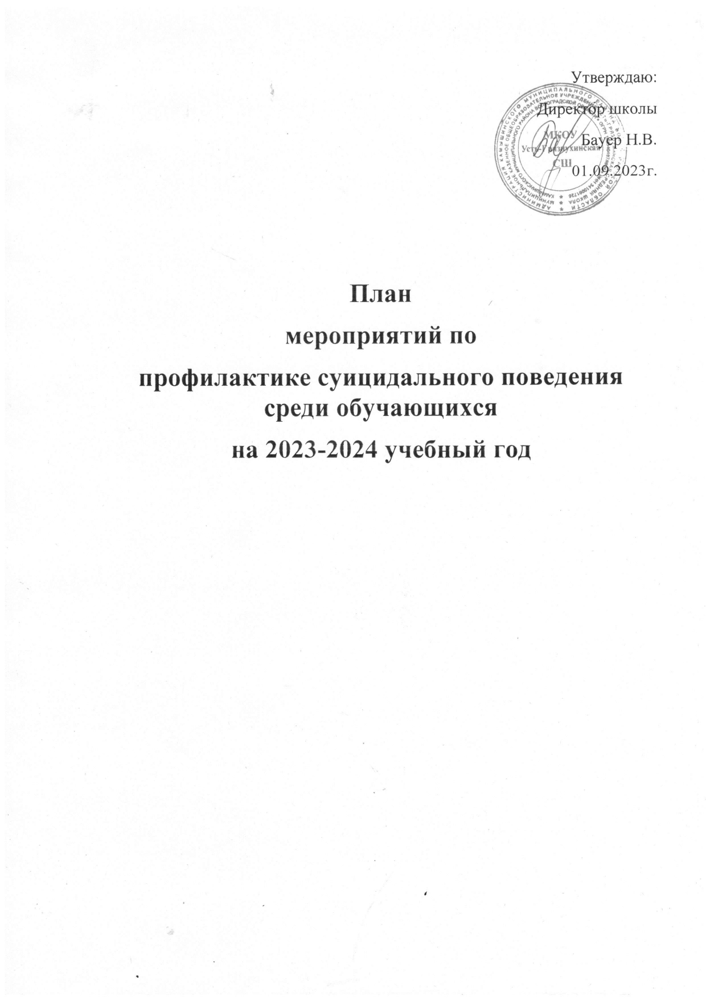 Утверждаю:
Директор школы
Бауер Н.В.
01.09.2023г.
МКОУ
Усть-Грязнухинская
СШ
План
мероприятий по
профилактике суицидального поведения
среди обучающихся
на 2023-2024 учебный год